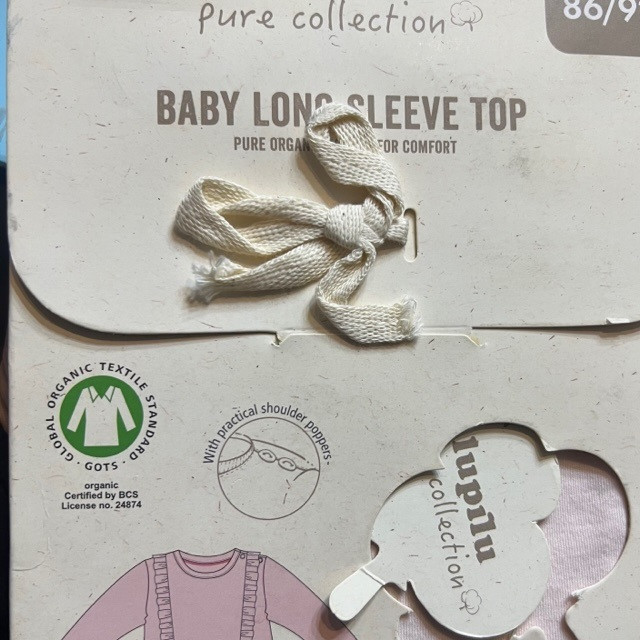 pure collection
86/9
BABY LONG SLEEVE TOP
PURE ORGAN FOR COMFORT
GLOBAL ORGANIC TEXTILE STANDARD
· GOTS ·
organic
Certified by BCS
License no. 24874
With practical shoulder poppers
lupilu
collection